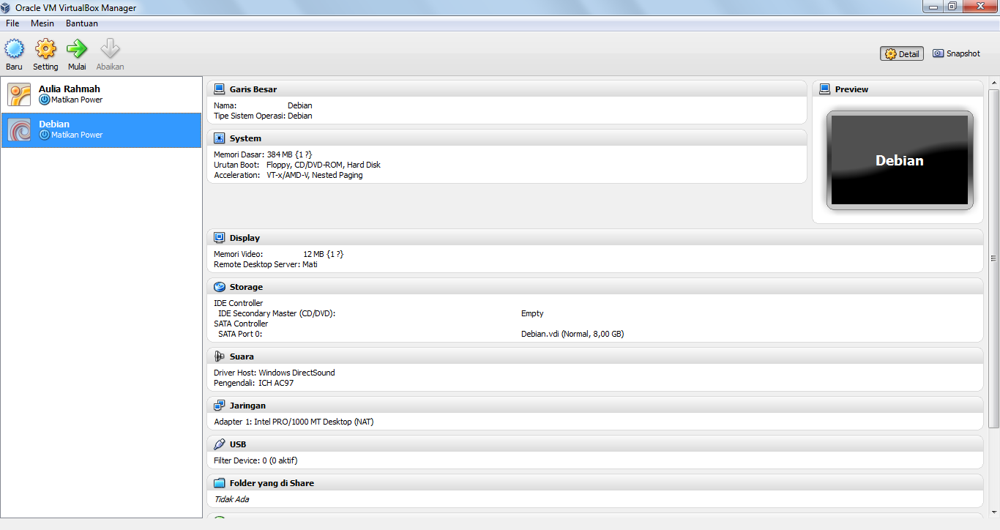 Oracle VM VirtualBox Manager
File Mesin Bantuan
Baru Setting Mulai Abaikan
Detail Snapshot
Aulia Rahmah
Matikan Power
Debian
Matikan Power
Garis Besar
Nama: Debian
Tipe Sistem Operasi: Debian
System
Memori Dasar: 384 MB {1 ?}
Urutan Boot: Floppy, CD/DVD-ROM, Hard Disk
Acceleration: VT-x/AMD-V, Nested Paging
Preview
Debian
Display
Memori Video: 12 MB {1 ?}
Remote Desktop Server: Mati
Storage
IDE Controller
IDE Secondary Master (CD/DVD): Empty
SATA Controller
SATA Port 0: Debian.vdi (Normal, 8,00 GB)
Suara
Driver Host: Windows DirectSound
Pengendali: ICH AC97
Jaringan
Adapter 1: Intel PRO/1000 MT Desktop (NAT)
USB
Filter Device: 0 (0 aktif)
Folder yang di Share
Tidak Ada